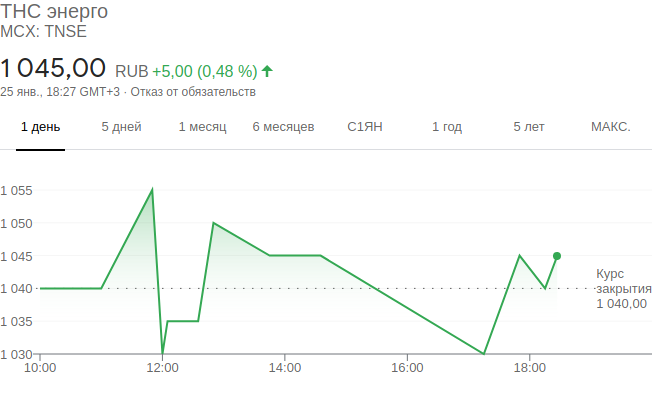 ТНС энерго
MCX: TNSE
1 045,00 RUB +5,00 (0,48 %)
25 янв., 18:27 GMT+3 · Отказ от обязательств
1 день 5 дней 1 месяц 6 месяцев С1ЯН 1 год 5 лет МАКС.
1 055
1 050
1 045
1 040
1 035
1 030
Курс
закрытия
1 040,00
10:00 12:00 14:00 16:00 18:00